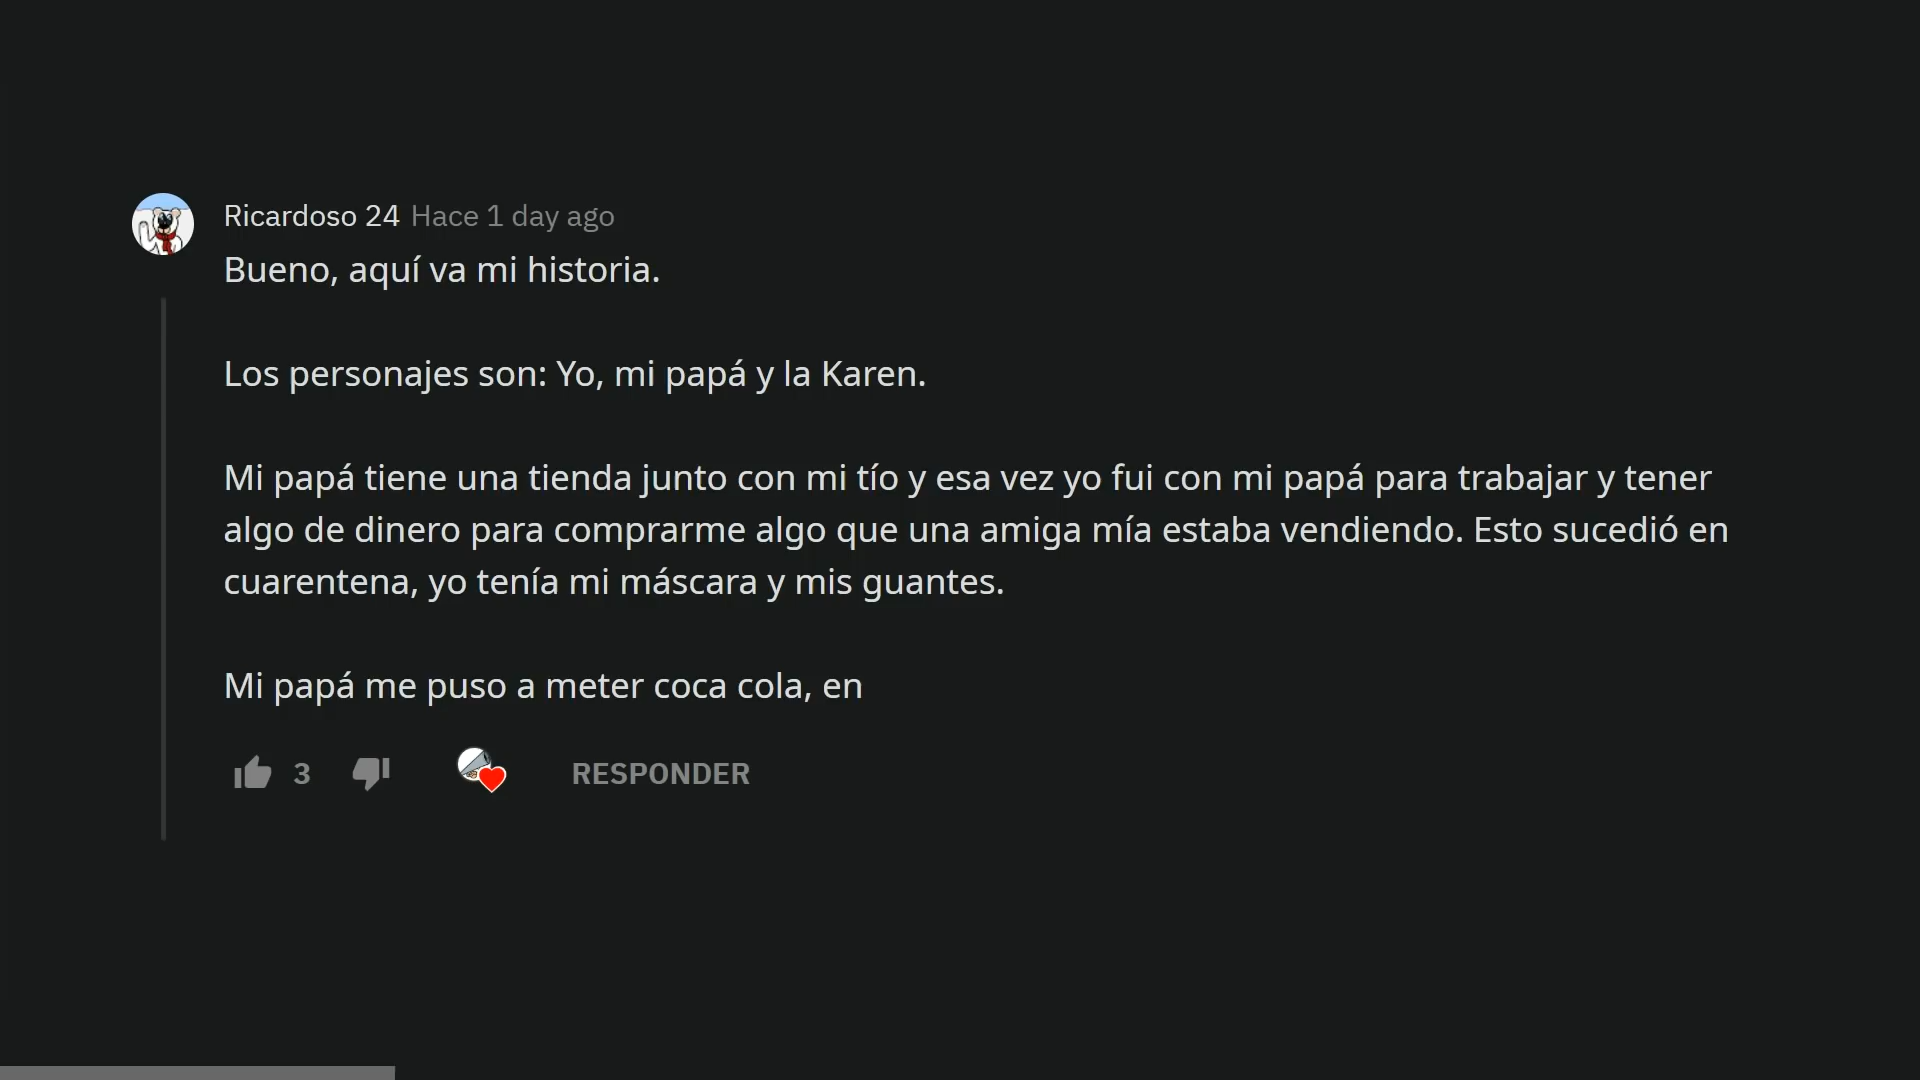 Ricardoso 24 Hace 1 day ago
Bueno, aquí va mi historia.
Los personajes son: Yo, mi papá y la Karen.
Mi papá tiene una tienda junto con mi tío y esa vez yo fui con mi papá para trabajar y tener
algo de dinero para comprarme algo que una amiga mía estaba vendiendo. Esto sucedió en
cuarentena, yo tenía mi máscara y mis guantes.
Mi papá me puso a meter coca cola, en
3 RESPONDER